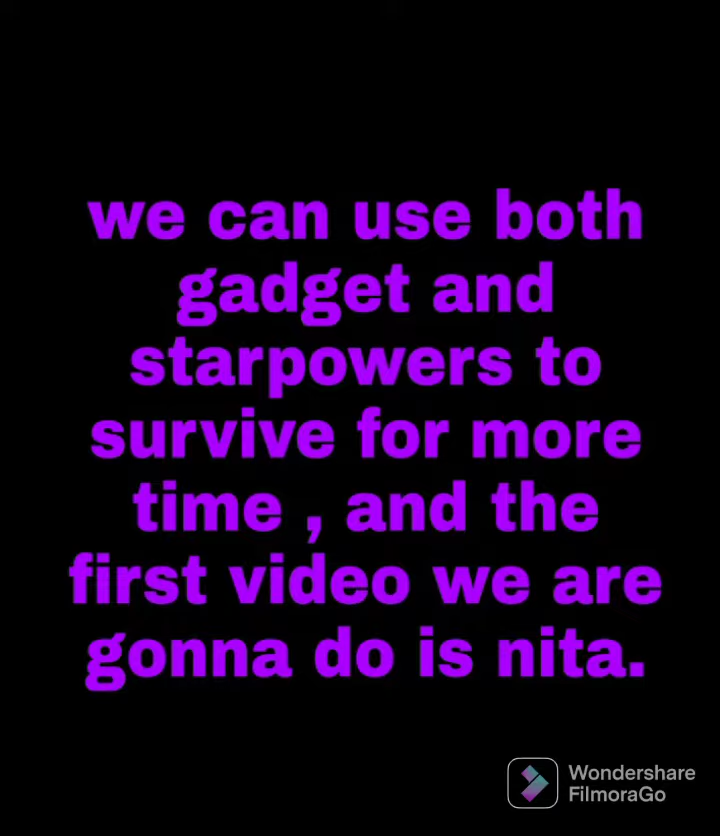 we can use both
gadget and
starpowers to
survive for more
time , and the
first video we are
gonna do is nita.
Wondershare
FilmoraGo